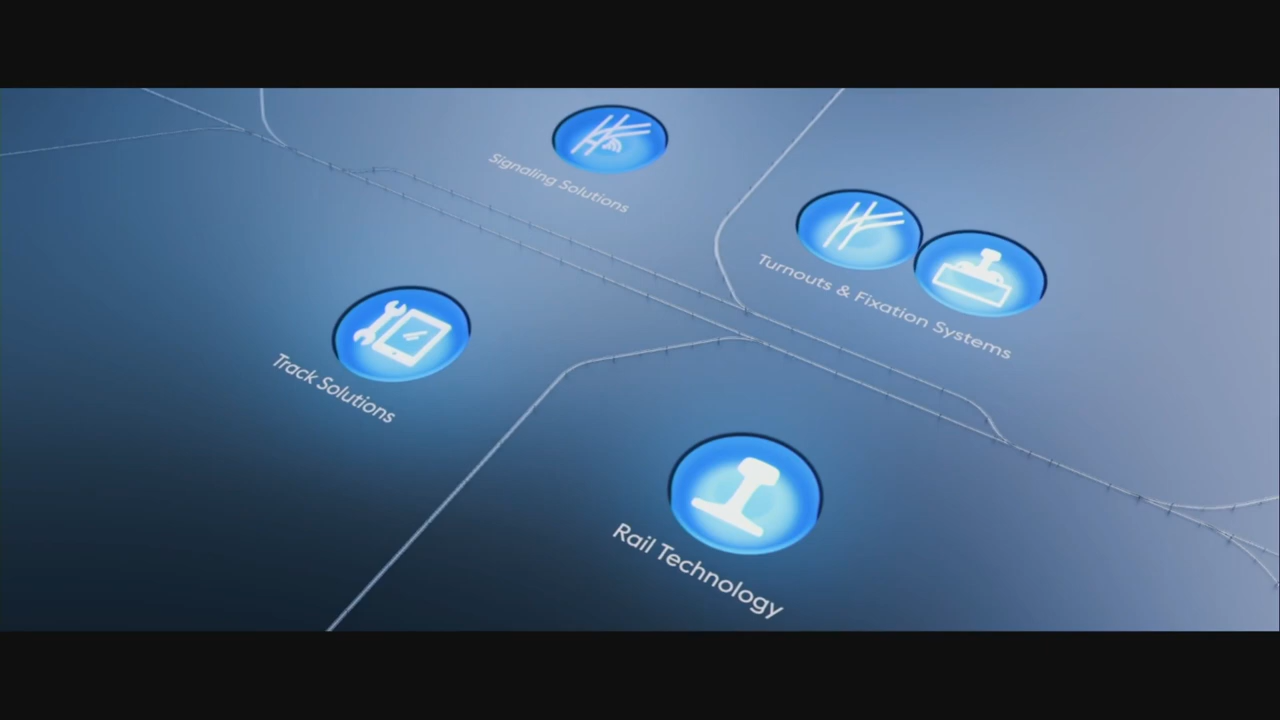 Signaling Solutions
Turnouts & Fixation Systems
Track Solutions
Rail Technology